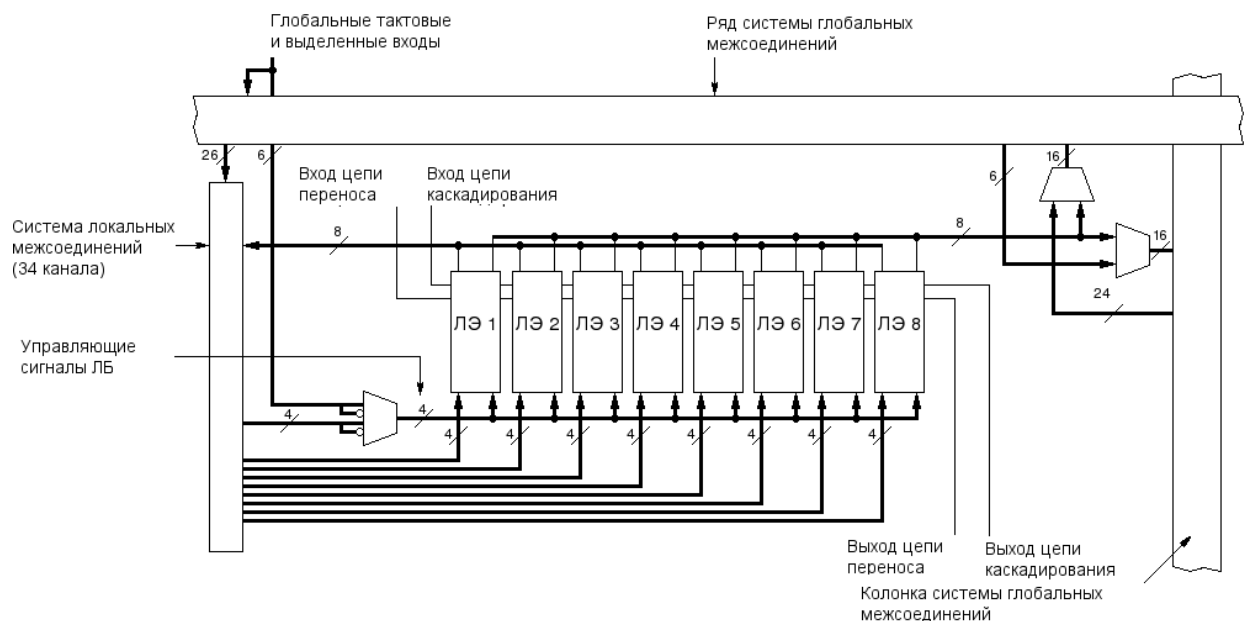 Глобальные тактовые
и выделенные входы
Ряд системы глобальных
межсоединений
26
6
16
6
Вход цепи
переноса
Вход цепи
каскадирования
Система локальных
межсоединений
(34 канала)
8
8
16
24
ЛЭ 1
ЛЭ 2
ЛЭ 3
ЛЭ 4
ЛЭ 5
ЛЭ 6
ЛЭ 7
ЛЭ 8
Управляющие
сигналы ЛБ
4
4
4
4
4
4
4
4
4
4
Выход цепи
переноса
Выход цепи
каскадирования
Колонка системы глобальных
межсоединений